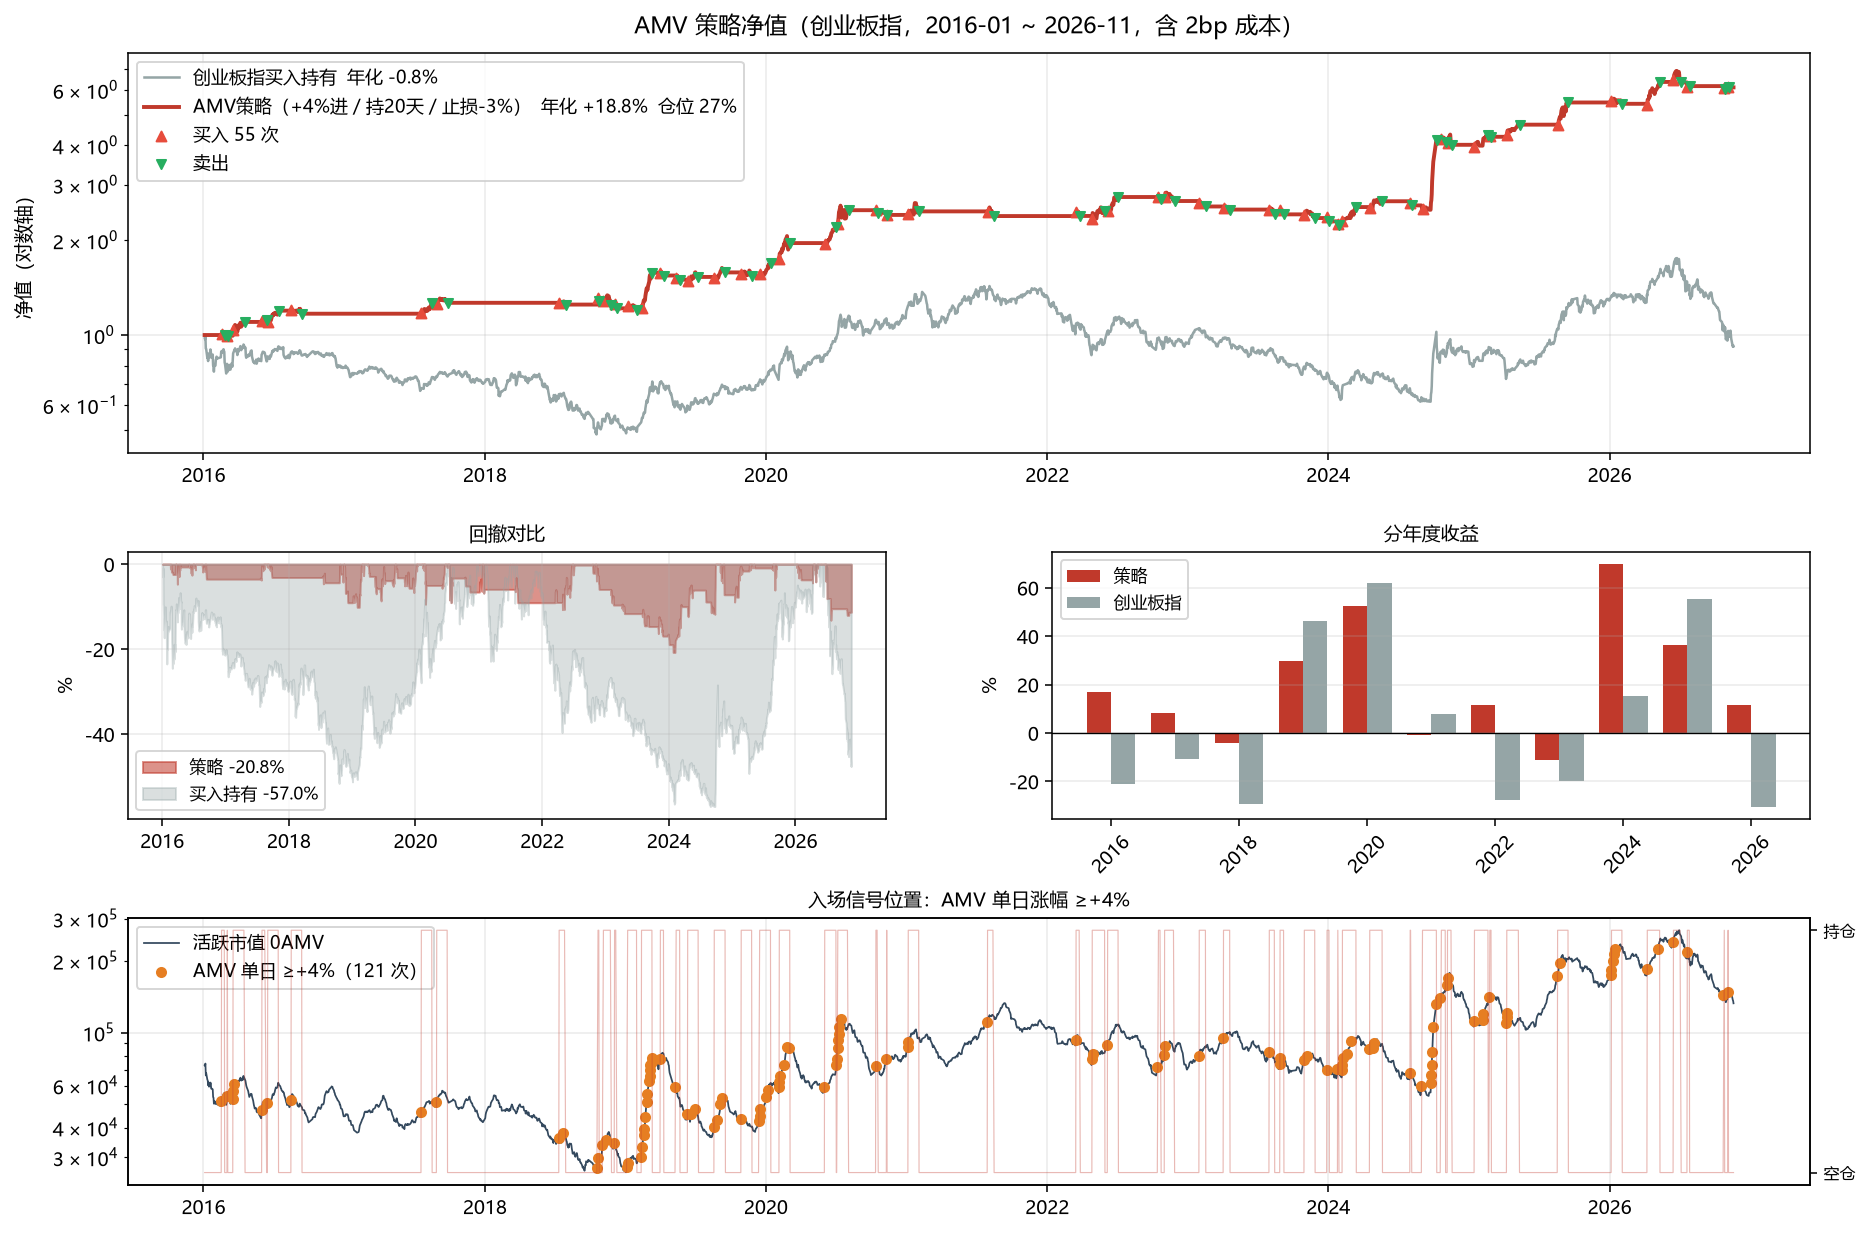 AMV 策略净值（创业板指，2016-01 ~ 2026-11，含 2bp 成本）
净值（对数轴）
创业板指买入持有 年化 -0.8%
AMV策略（+4%进 / 持20天 / 止损-3%） 年化 +18.8% 仓位 27%
买入 55 次
卖出
6 × 10⁰
4 × 10⁰
3 × 10⁰
2 × 10⁰
10⁰
6 × 10⁻¹
2016 2018 2020 2022 2024 2026
回撤对比
%
0
-20
-40
策略 -20.8%
买入持有 -57.0%
2016 2018 2020 2022 2024 2026
分年度收益
%
策略
创业板指
60
40
20
0
-20
2016 2018 2020 2022 2024 2026
入场信号位置：AMV 单日涨幅 ≥+4%
活跃市值 0AMV
AMV 单日 ≥+4%（121 次）
3 × 10⁵
2 × 10⁵
10⁵
6 × 10⁴
4 × 10⁴
3 × 10⁴
持仓
空仓
2016 2018 2020 2022 2024 2026